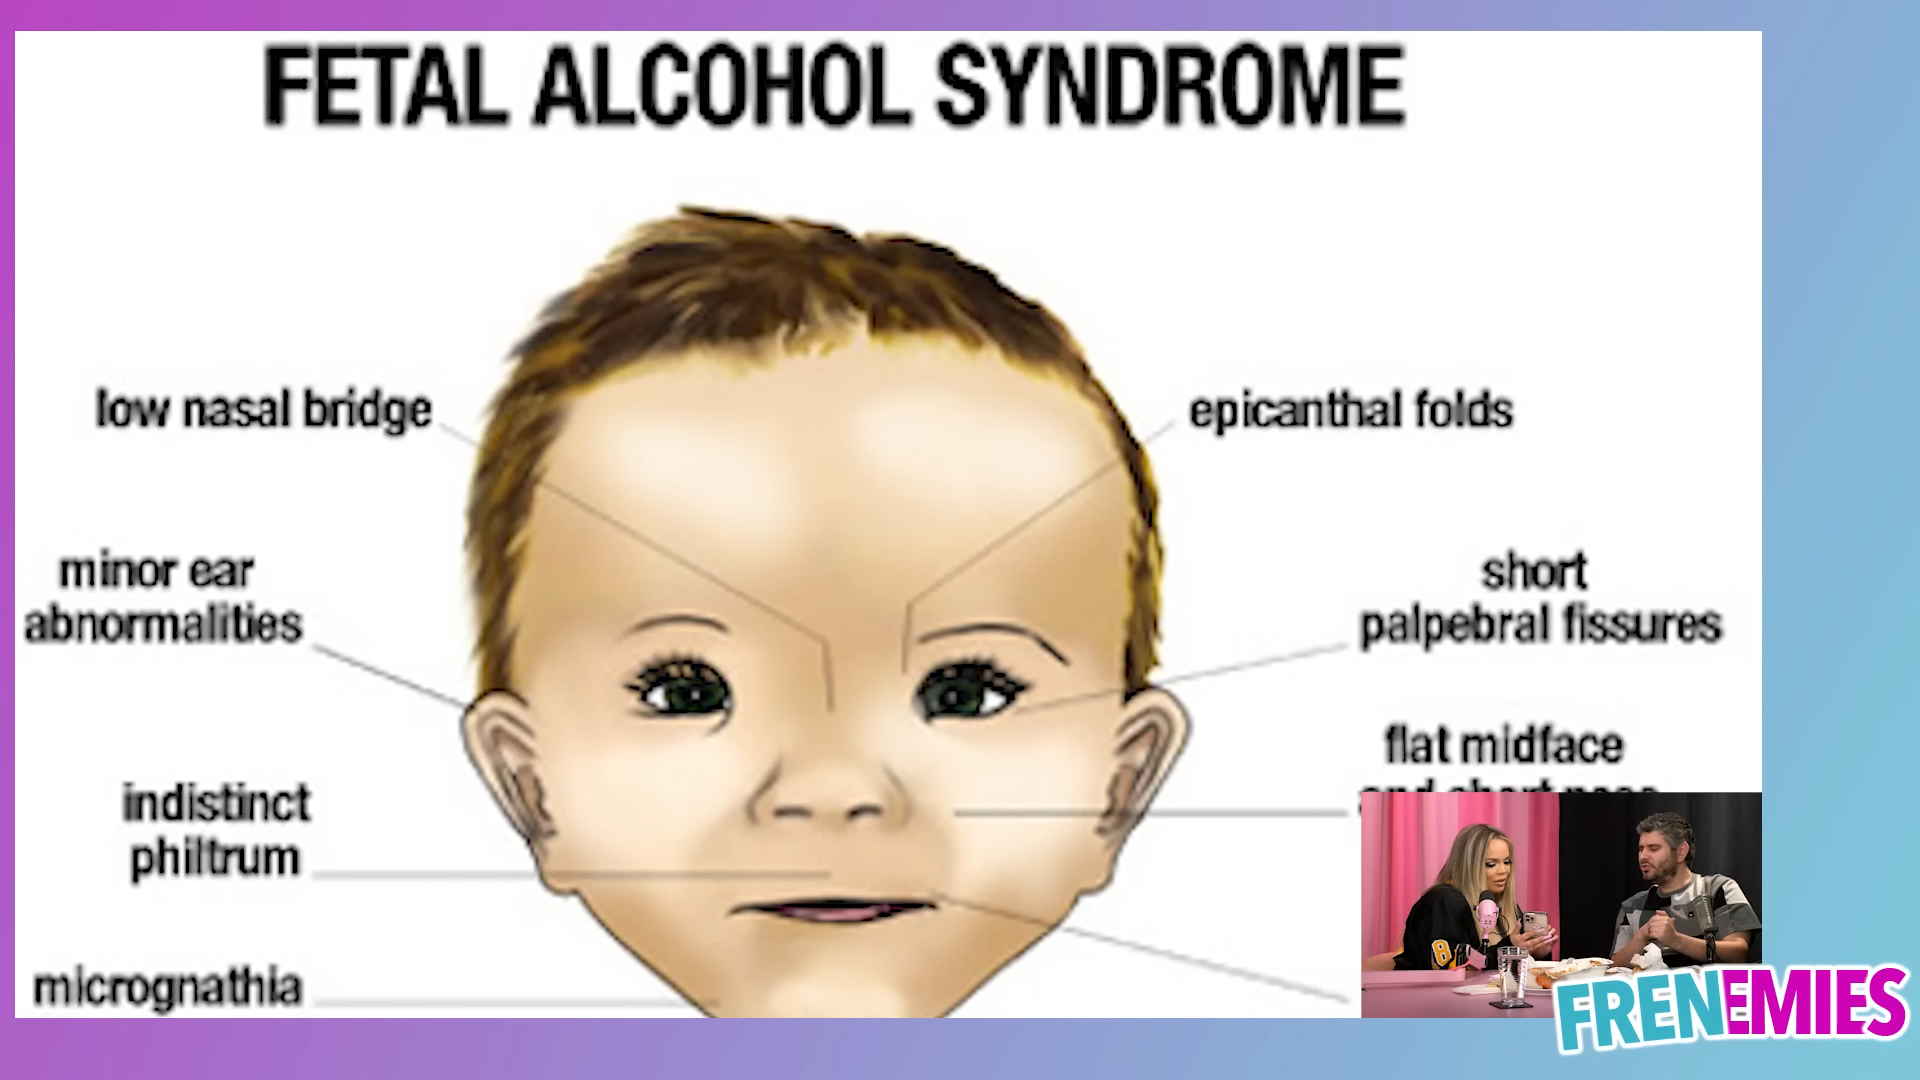 FETAL ALCOHOL SYNDROME
low nasal bridge
epicanthal folds
minor ear
abnormalities
short
palpebral fissures
flat midface
indistinct
philtrum
micrognathia
8
FRENEMIES